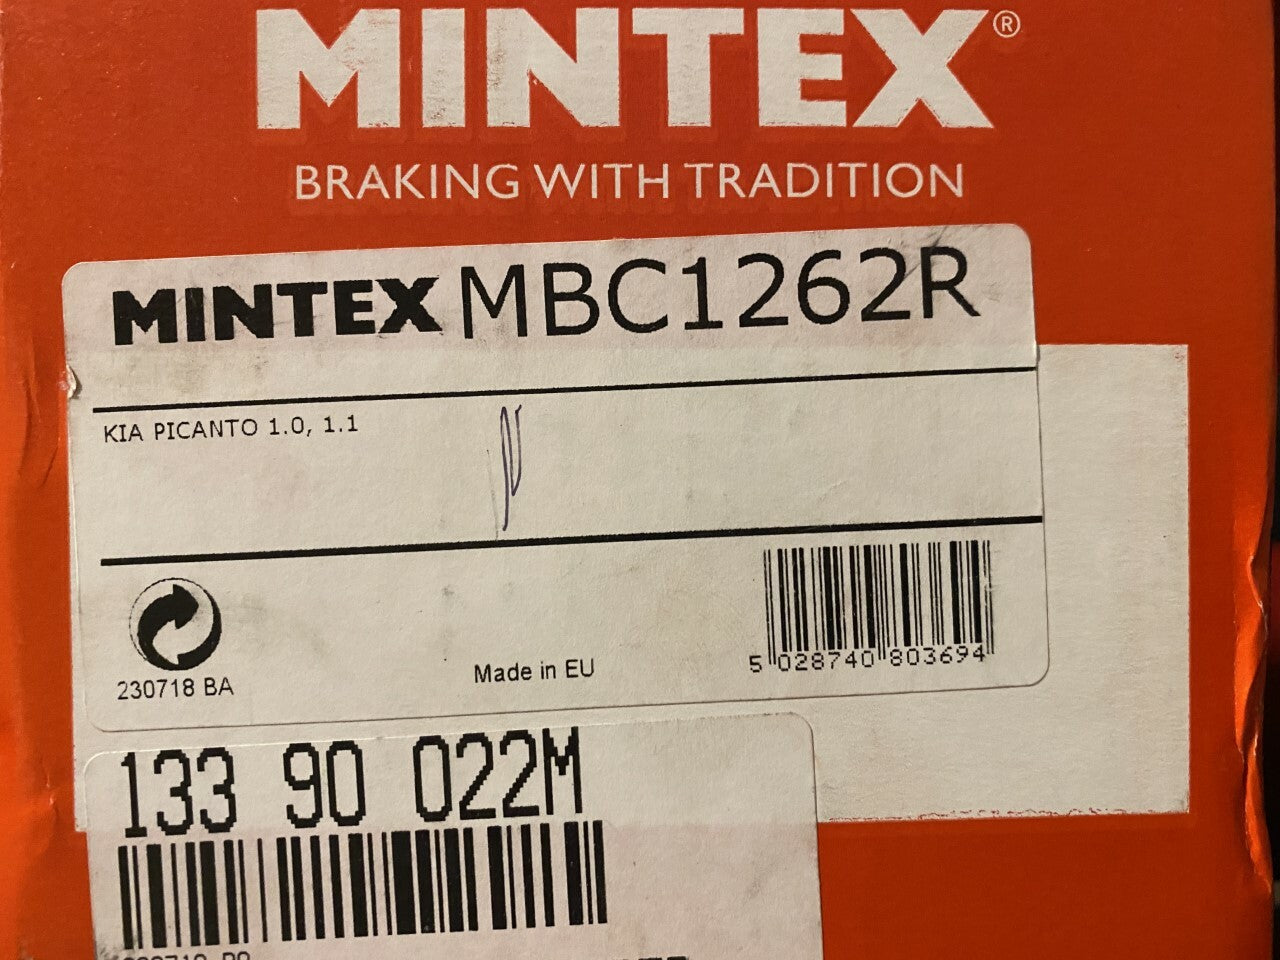 MINTEX®
BRAKING WITH TRADITION
MINTEX MBC1262R
KIA PICANTO 1.0, 1.1
230718 BA
Made in EU
5 028740 803694
133 90 022M